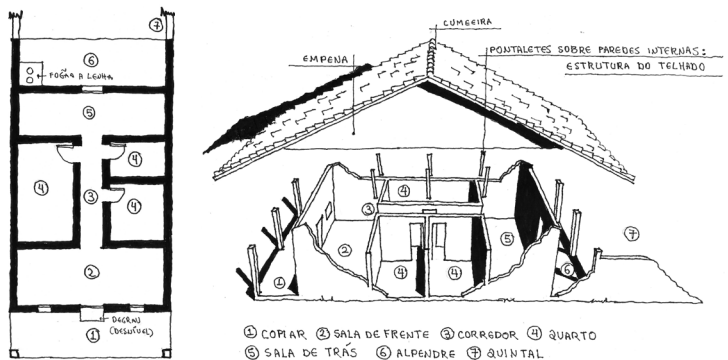 7
CUMEEIRA
EMPENA
PONTALETES SOBRE PAREDES INTERNAS:
ESTRUTURA DO TELHADO
6
FOGÃO A LENHA
5
4
4
3
4
2
DEGRAU
(DESNÍVEL)
1
4
3
2
5
7
1
4
4
6
1 COPIAR 2 SALA DE FRENTE 3 CORREDOR 4 QUARTO
5 SALA DE TRÁS 6 ALPENDRE 7 QUINTAL